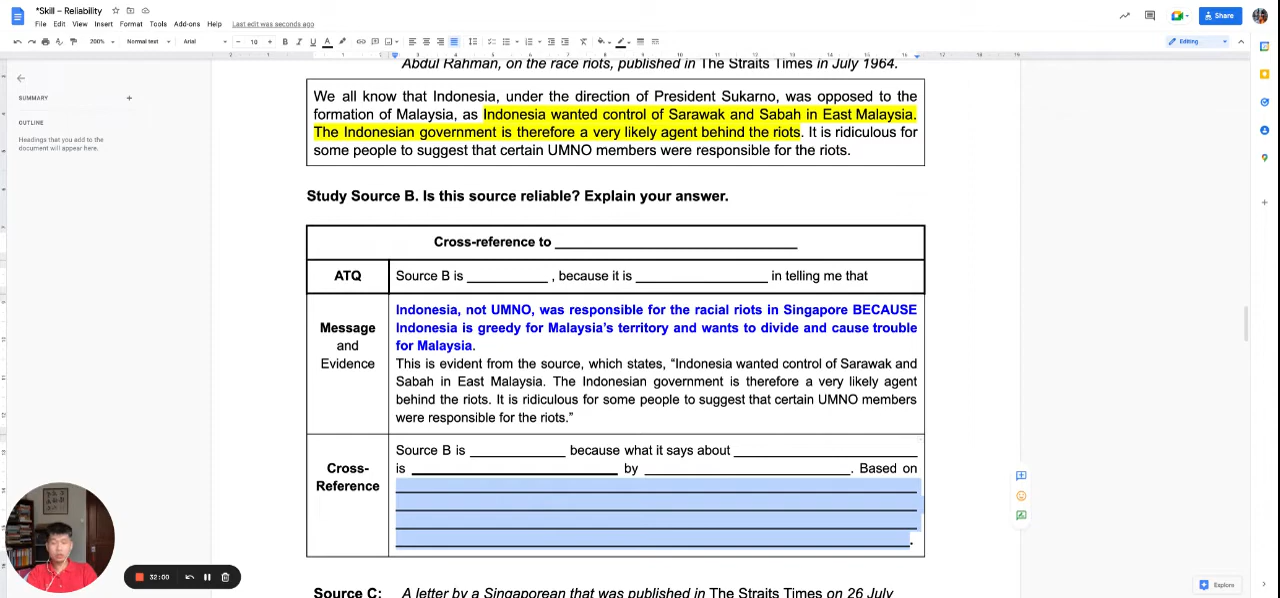 *Skill – Reliability
File Edit View Insert Format Tools Add-ons Help Last edit was seconds ago
Share
200% Normal text Arial 10 B I U A Editing
SUMMARY
OUTLINE
Headings that you add to the
document will appear here.
Abdul Rahman, on the race riots, published in The Straits Times in July 1964.
We all know that Indonesia, under the direction of President Sukarno, was opposed to the
formation of Malaysia, as Indonesia wanted control of Sarawak and Sabah in East Malaysia.
The Indonesian government is therefore a very likely agent behind the riots. It is ridiculous for
some people to suggest that certain UMNO members were responsible for the riots.
Study Source B. Is this source reliable? Explain your answer.
Cross-reference to ____________________
ATQ
Source B is __________ , because it is ________________ in telling me that
Message
and
Evidence
Indonesia, not UMNO, was responsible for the racial riots in Singapore BECAUSE
Indonesia is greedy for Malaysia's territory and wants to divide and cause trouble
for Malaysia.
This is evident from the source, which states, "Indonesia wanted control of Sarawak and
Sabah in East Malaysia. The Indonesian government is therefore a very likely agent
behind the riots. It is ridiculous for some people to suggest that certain UMNO members
were responsible for the riots."
Cross-
Reference
Source B is ____________ because what it says about ______________________
is _________________________ by _________________________. Based on
.
Source C: A letter by a Singaporean that was published in The Straits Times on 26 July
32:00
Explore